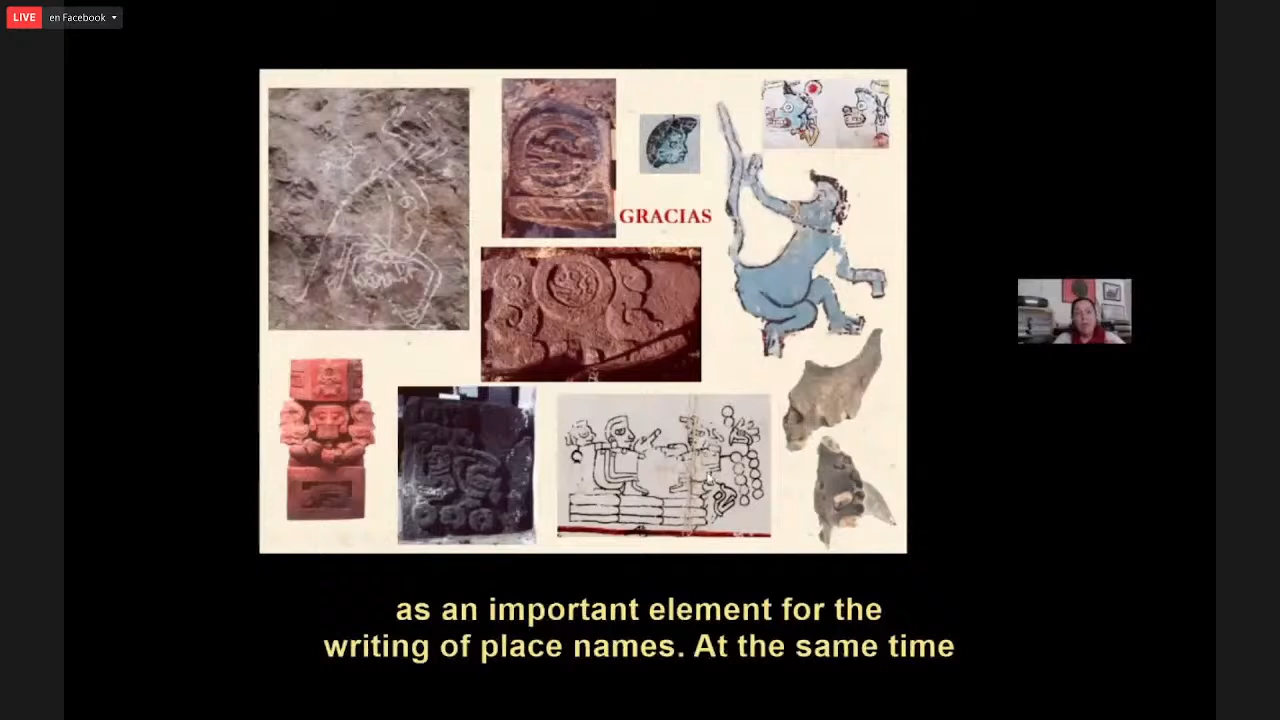 LIVE en Facebook
GRACIAS
as an important element for the
writing of place names. At the same time